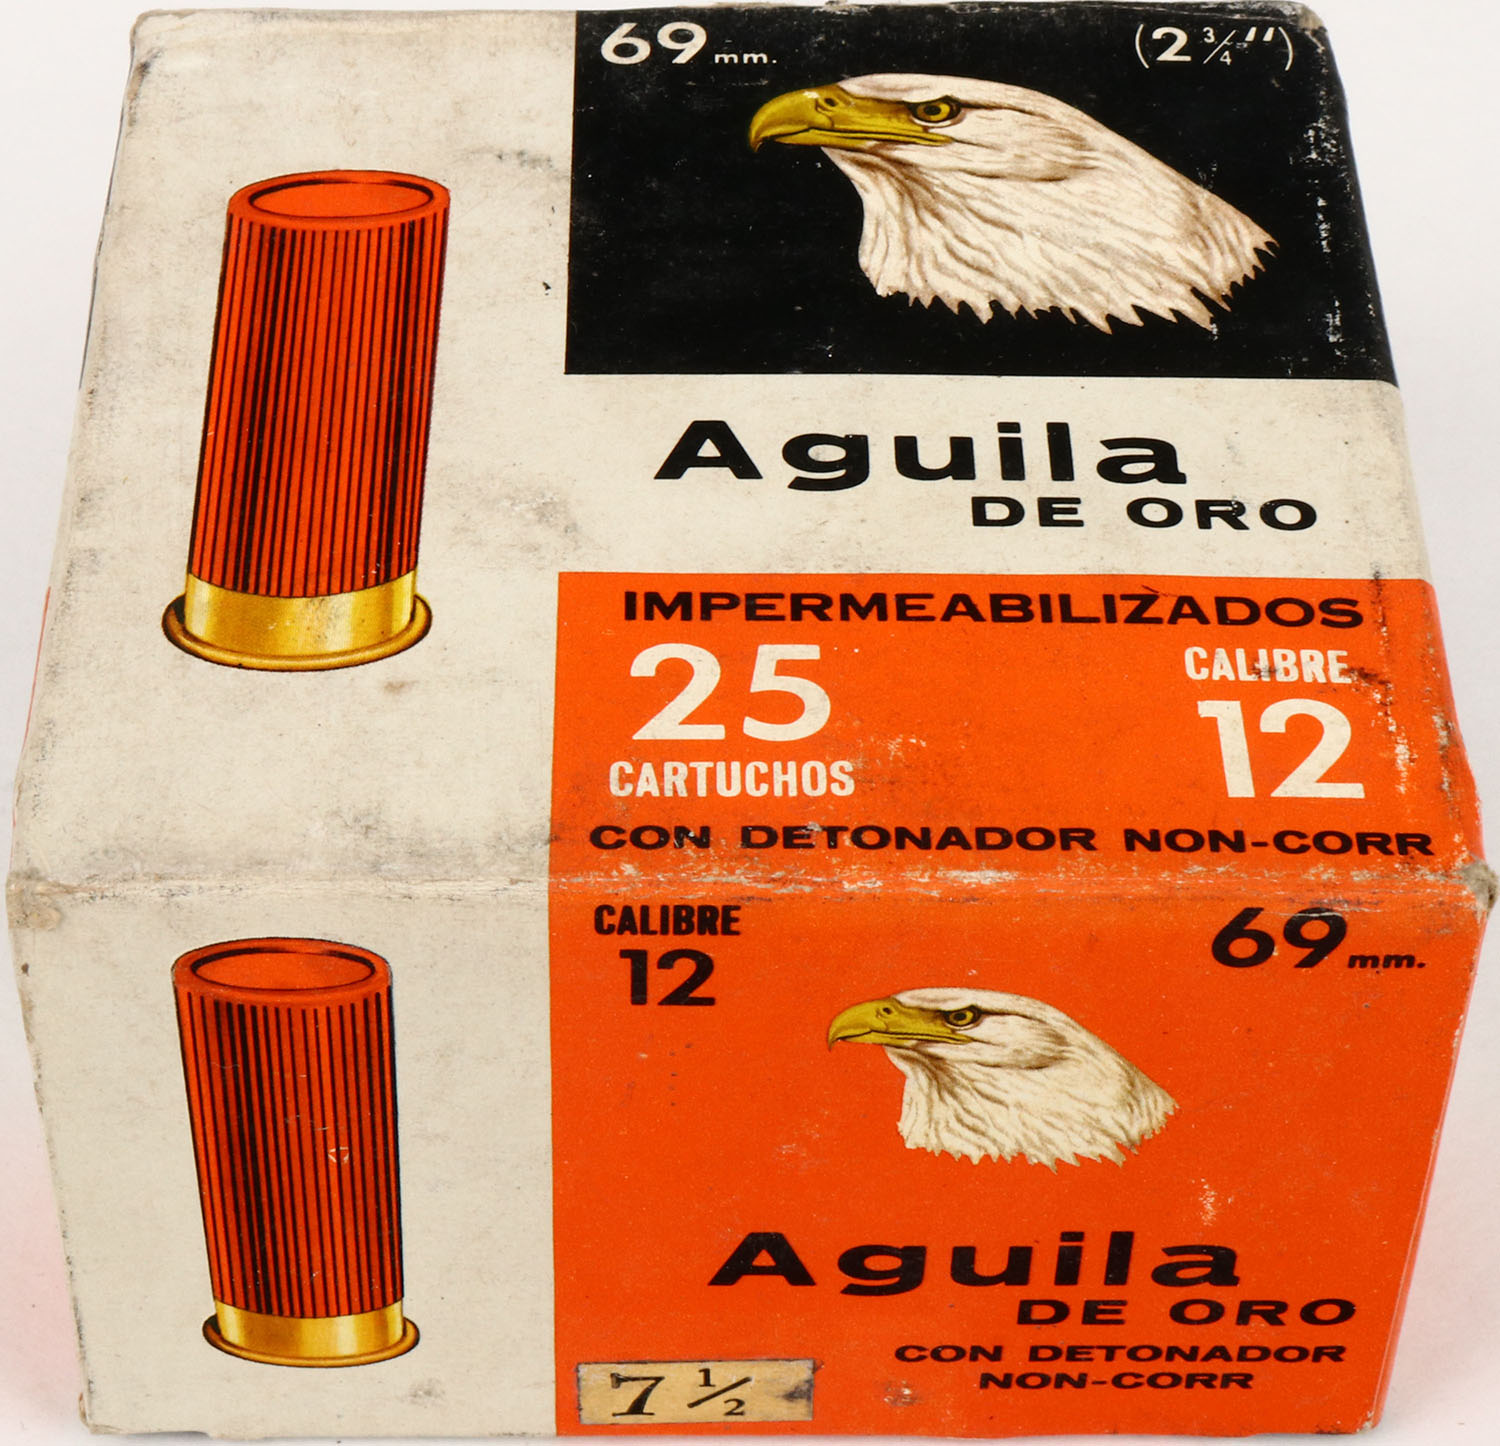 69 mm. (2 3/4")
Aguila
DE ORO
IMPERMEABILIZADOS
25
CARTUCHOS
CALIBRE
12
CON DETONADOR NON-CORR
CALIBRE
12
69 mm.
Aguila
DE ORO
CON DETONADOR
NON-CORR
7 1/2